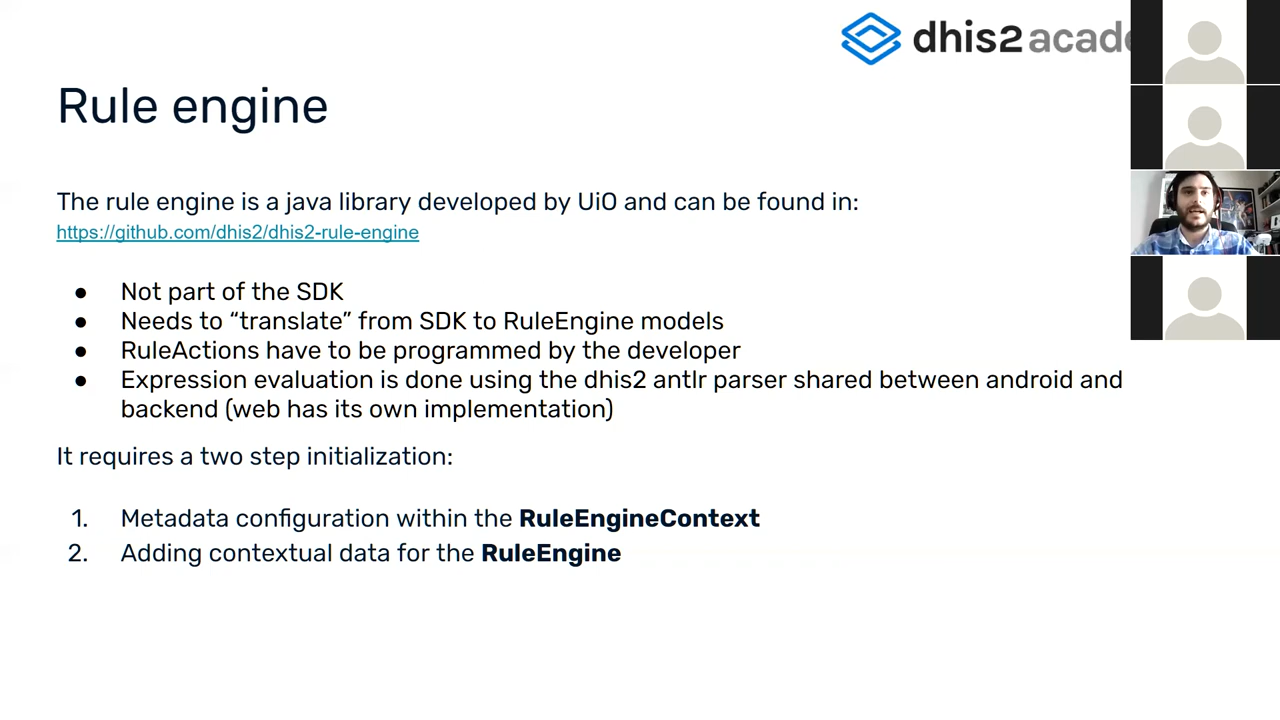 dhis2 acade
Rule engine
The rule engine is a java library developed by UiO and can be found in:
https://github.com/dhis2/dhis2-rule-engine
● Not part of the SDK
● Needs to “translate” from SDK to RuleEngine models
● RuleActions have to be programmed by the developer
● Expression evaluation is done using the dhis2 antlr parser shared between android and
backend (web has its own implementation)
It requires a two step initialization:
1. Metadata configuration within the RuleEngineContext
2. Adding contextual data for the RuleEngine